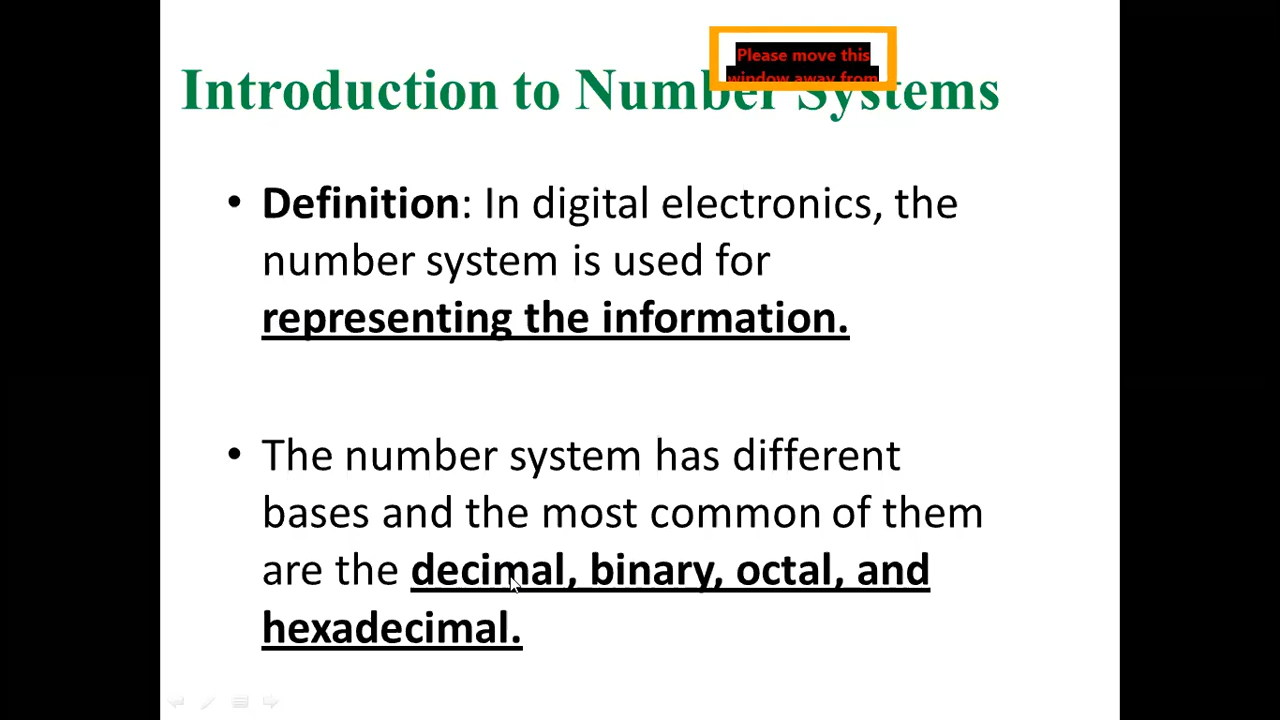 Please move this
window away from
Introduction to Number Systems
• Definition: In digital electronics, the
number system is used for
representing the information.
• The number system has different
bases and the most common of them
are the decimal, binary, octal, and
hexadecimal.